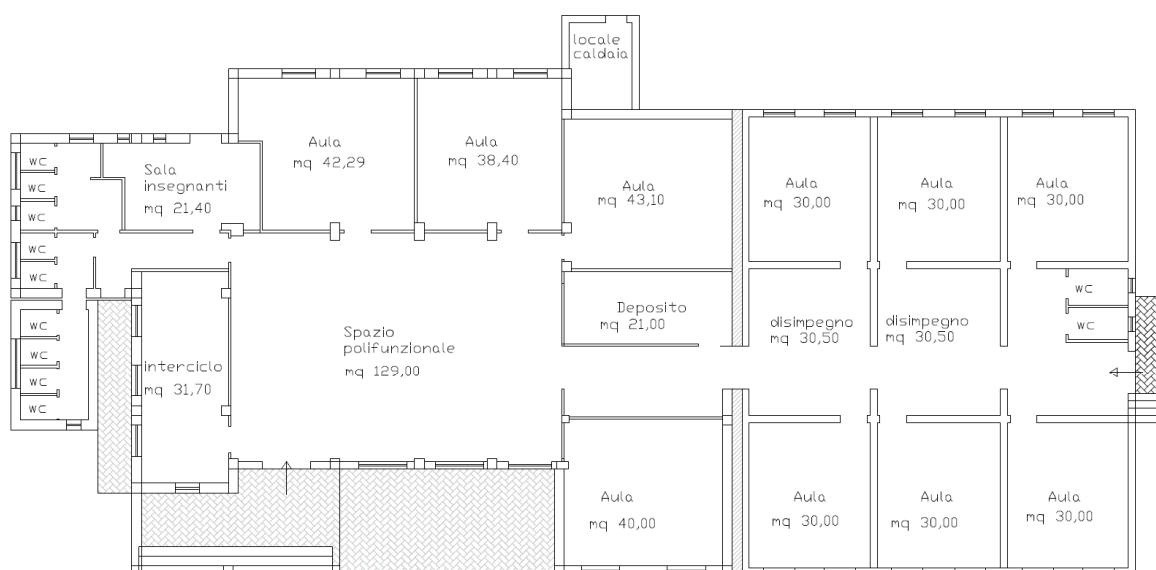 locale
caldaia
Aula
mq 42,29
Aula
mq 38,40
WC
WC
WC
WC
WC
Sala
insegnanti
mq 21,40
Aula
mq 43,10
Aula
mq 30,00
Aula
mq 30,00
Aula
mq 30,00
WC
WC
Deposito
mq 21,00
disimpegno
mq 30,50
disimpegno
mq 30,50
Spazio
polifunzionale
mq 129,00
WC
WC
WC
WC
interciclo
mq 31,70
Aula
mq 40,00
Aula
mq 30,00
Aula
mq 30,00
Aula
mq 30,00